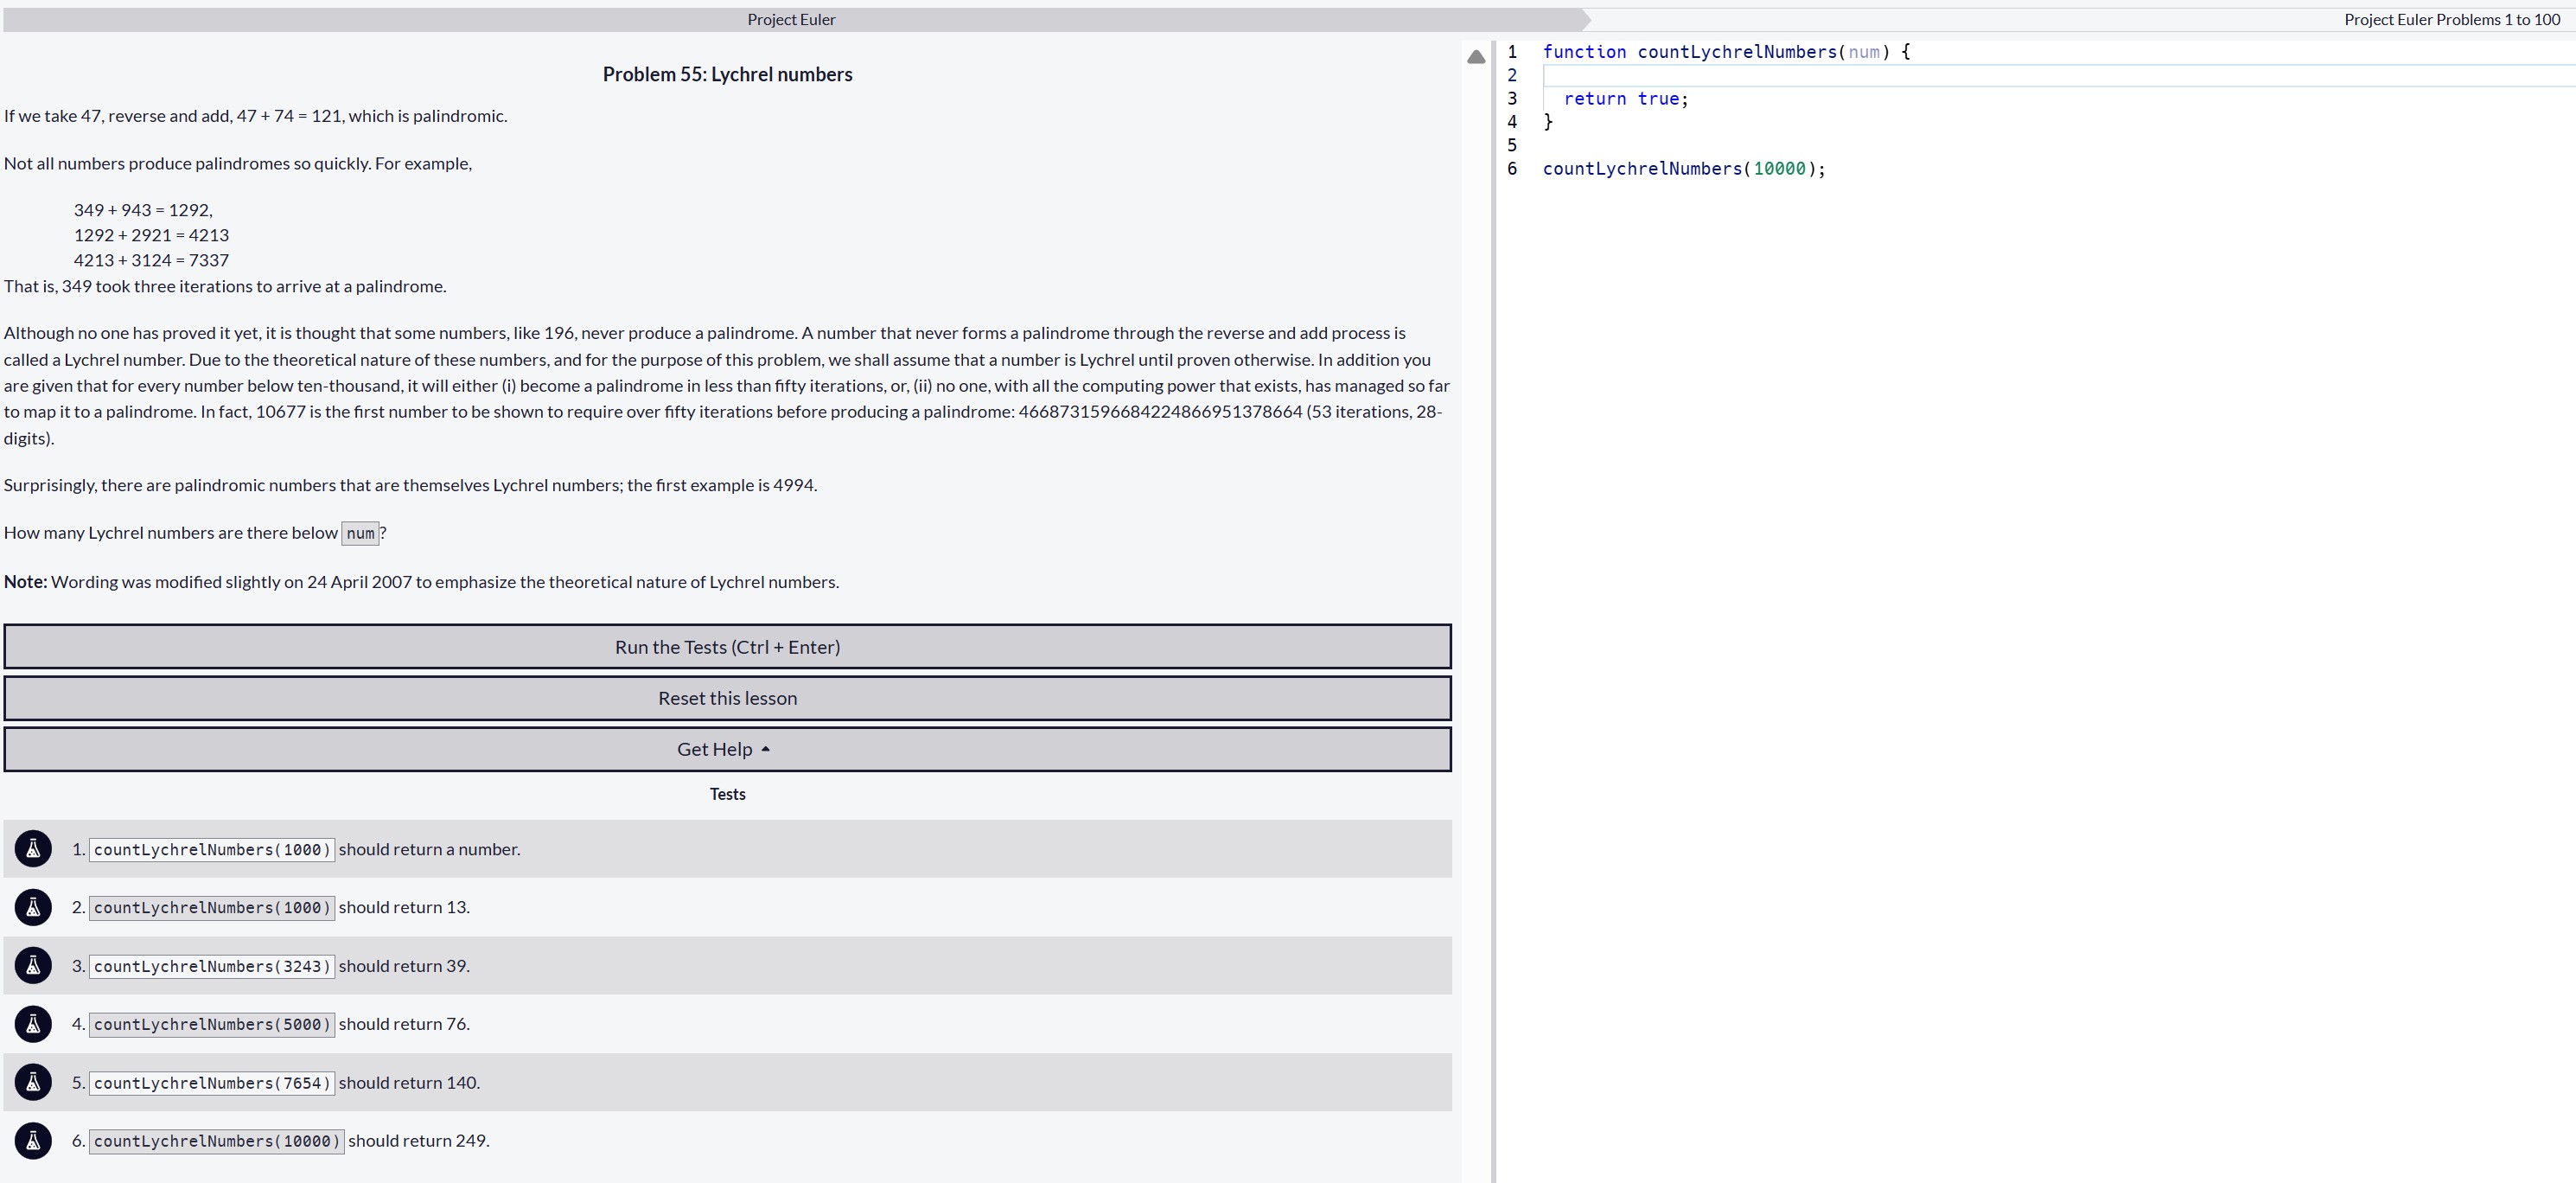 Project Euler
Project Euler Problems 1 to 100
Problem 55: Lychrel numbers
If we take 47, reverse and add, 47 + 74 = 121, which is palindromic.
Not all numbers produce palindromes so quickly. For example,
349 + 943 = 1292,
1292 + 2921 = 4213
4213 + 3124 = 7337
That is, 349 took three iterations to arrive at a palindrome.
Although no one has proved it yet, it is thought that some numbers, like 196, never produce a palindrome. A number that never forms a palindrome through the reverse and add process is
called a Lychrel number. Due to the theoretical nature of these numbers, and for the purpose of this problem, we shall assume that a number is Lychrel until proven otherwise. In addition you
are given that for every number below ten-thousand, it will either (i) become a palindrome in less than fifty iterations, or, (ii) no one, with all the computing power that exists, has managed so far
to map it to a palindrome. In fact, 10677 is the first number to be shown to require over fifty iterations before producing a palindrome: 4668731596684224866951378664 (53 iterations, 28-
digits).
Surprisingly, there are palindromic numbers that are themselves Lychrel numbers; the first example is 4994.
How many Lychrel numbers are there below num?
Note: Wording was modified slightly on 24 April 2007 to emphasize the theoretical nature of Lychrel numbers.
Run the Tests (Ctrl + Enter)
Reset this lesson
Get Help
Tests
1. countLychrelNumbers(1000) should return a number.
2. countLychrelNumbers(1000) should return 13.
3. countLychrelNumbers(3243) should return 39.
4. countLychrelNumbers(5000) should return 76.
5. countLychrelNumbers(7654) should return 140.
6. countLychrelNumbers(10000) should return 249.
1 function countLychrelNumbers(num) {
2
3   return true;
4 }
5
6 countLychrelNumbers(10000);